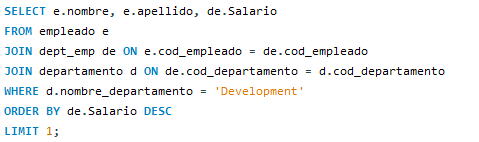 SELECT e.nombre, e.apellido, de.Salario
FROM empleado e
JOIN dept_emp de ON e.cod_empleado = de.cod_empleado
JOIN departamento d ON de.cod_departamento = d.cod_departamento
WHERE d.nombre_departamento = 'Development'
ORDER BY de.Salario DESC
LIMIT 1;